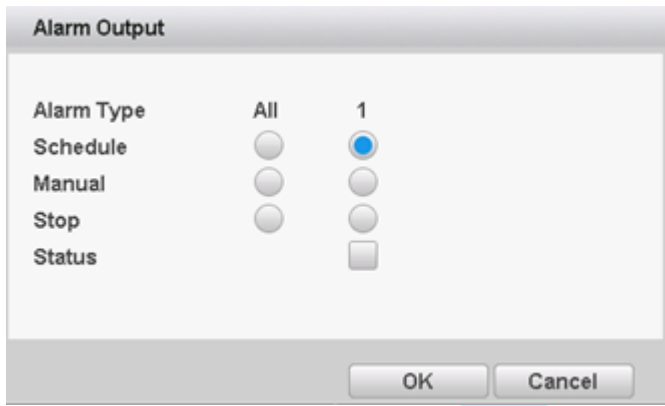 Alarm Output
Alarm Type All 1
Schedule
Manual
Stop
Status
OK Cancel